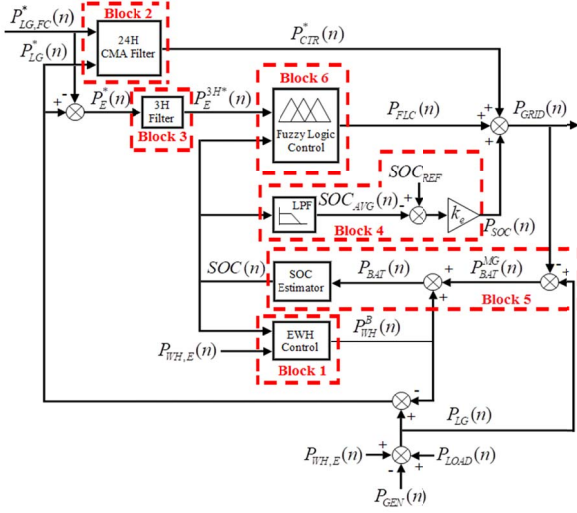 Block 2
P*LG,FC(n)
24H
CMA Filter
P*CTR(n)
P*LG(n)
Block 6
P*E(n)
3H
Filter
P3H*E(n)
Block 3
Fuzzy Logic
Control
PFLC(n)
PGRID(n)
SOCREF
LPF
SOCAVG(n)
ke
PSOC(n)
Block 4
SOC(n)
SOC
Estimator
PBAT(n)
PMGBAT(n)
Block 5
EWH
Control
PBWH(n)
PWH,E(n)
Block 1
PLG(n)
PWH,E(n)
PLOAD(n)
PGEN(n)